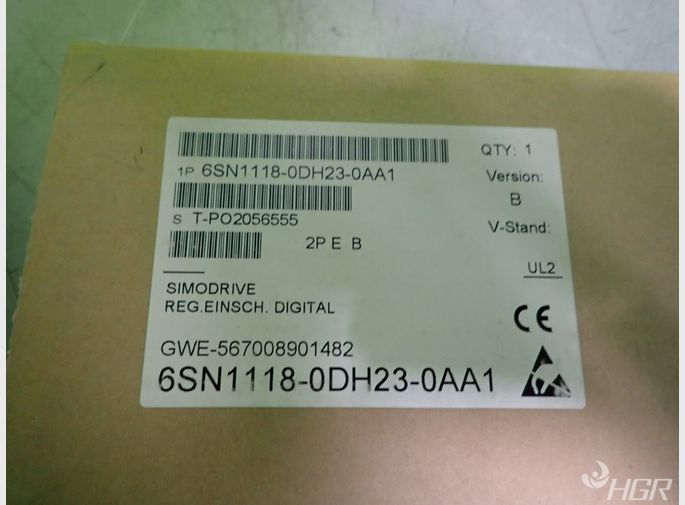 QTY: 1
1P 6SN1118-0DH23-0AA1
Version:
B
S T-PO2056555
V-Stand:
2P E B
UL2
SIMODRIVE
REG.EINSCH. DIGITAL
CE
GWE-567008901482
6SN1118-0DH23-0AA1
HGR